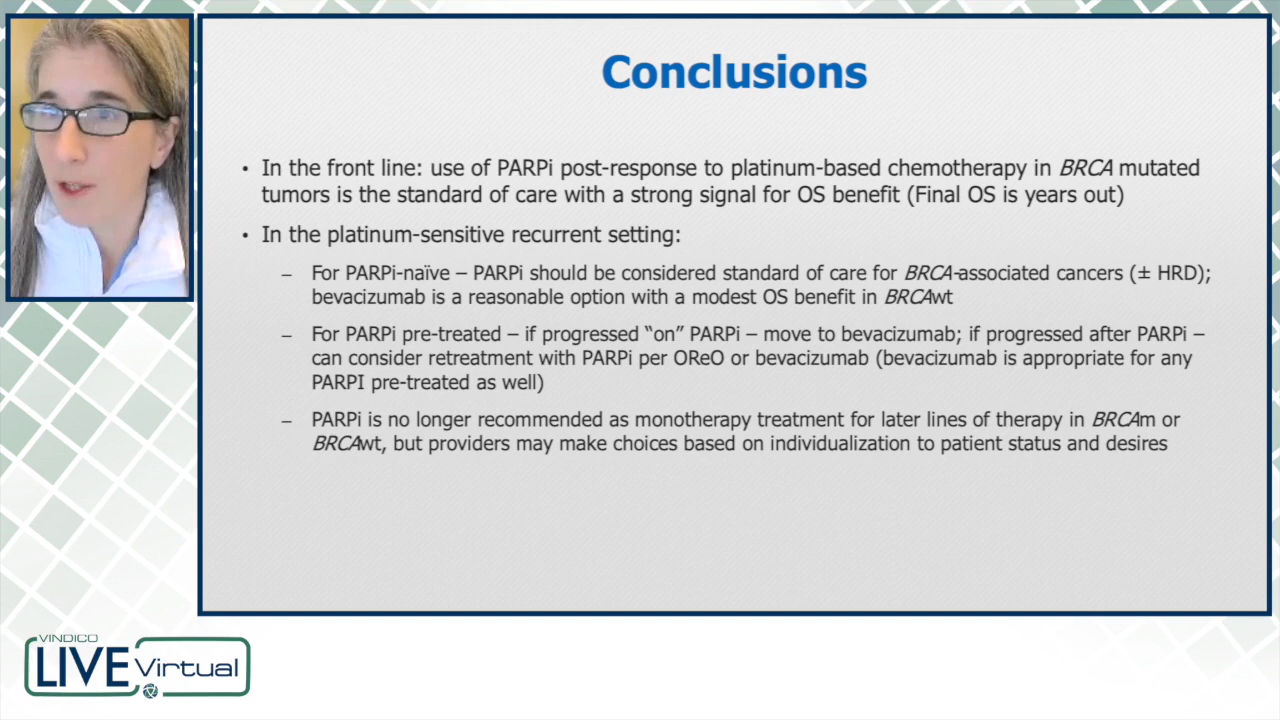 Conclusions
• In the front line: use of PARPi post-response to platinum-based chemotherapy in BRCA mutated
tumors is the standard of care with a strong signal for OS benefit (Final OS is years out)
• In the platinum-sensitive recurrent setting:
– For PARPi-naïve – PARPi should be considered standard of care for BRCA-associated cancers (± HRD);
bevacizumab is a reasonable option with a modest OS benefit in BRCAwt
– For PARPi pre-treated – if progressed “on” PARPi – move to bevacizumab; if progressed after PARPi –
can consider retreatment with PARPi per OReO or bevacizumab (bevacizumab is appropriate for any
PARPI pre-treated as well)
– PARPi is no longer recommended as monotherapy treatment for later lines of therapy in BRCAm or
BRCAwt, but providers may make choices based on individualization to patient status and desires
VINDICO
LIVE Virtual